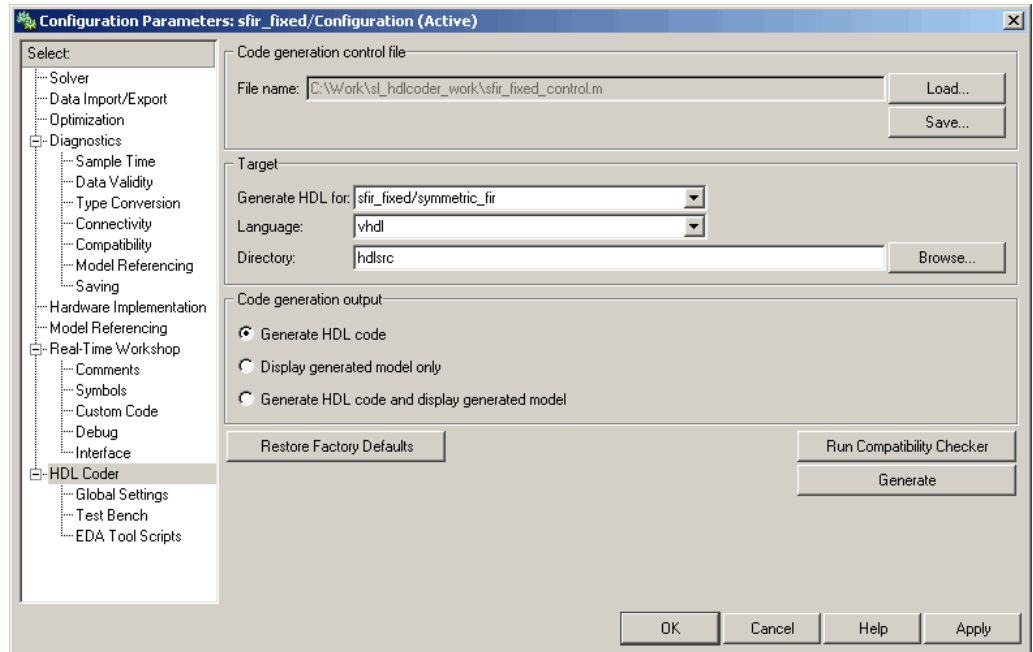 Configuration Parameters: sfir_fixed/Configuration (Active)
Select:
Solver
Data Import/Export
Optimization
Diagnostics
Sample Time
Data Validity
Type Conversion
Connectivity
Compatibility
Model Referencing
Saving
Hardware Implementation
Model Referencing
Real-Time Workshop
Comments
Symbols
Custom Code
Debug
Interface
HDL Coder
Global Settings
Test Bench
EDA Tool Scripts
Code generation control file
File name: C:\Work\sl_hdlcoder_work\sfir_fixed_control.m
Load...
Save...
Target
Generate HDL for: sfir_fixed/symmetric_fir
Language: vhdl
Directory: hdlsrc Browse...
Code generation output
Generate HDL code
Display generated model only
Generate HDL code and display generated model
Restore Factory Defaults
Run Compatibility Checker
Generate
OK Cancel Help Apply